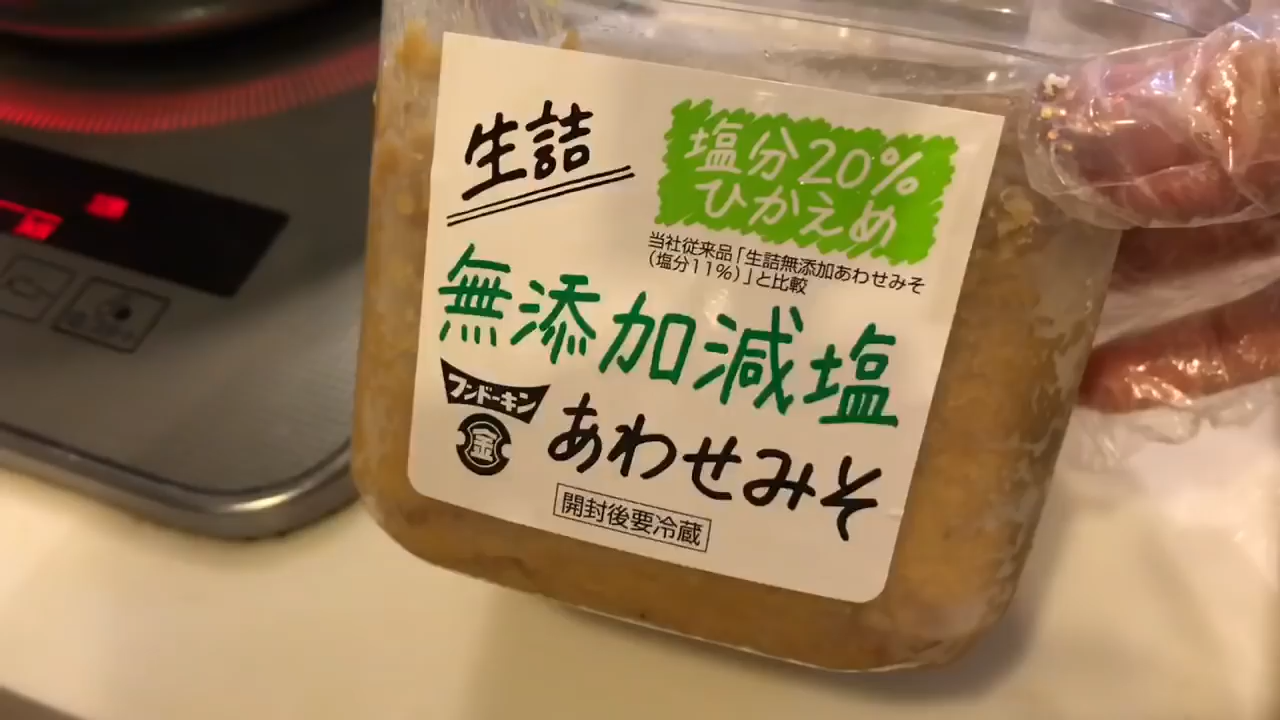 生詰
塩分20%
ひかえめ
当社従来品「生詰無添加あわせみそ
(塩分11%)」と比較
無添加減塩
フンドーキン
金
あわせみそ
開封後要冷蔵